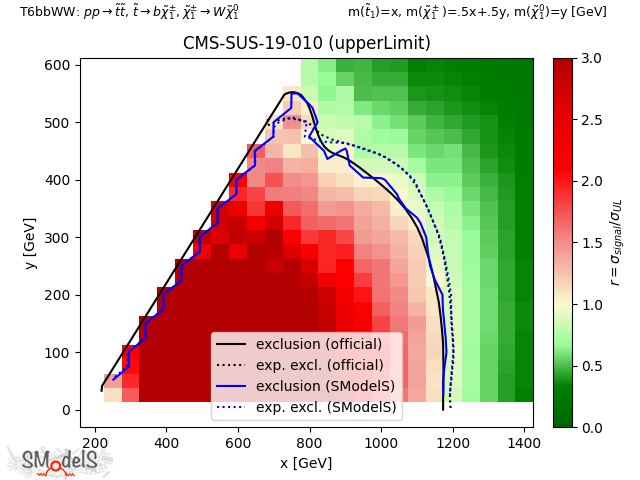 T6bbWW: pp → t̃t̃, t̃ → bχ̃₁±, χ̃₁± → Wχ̃₁⁰ m(t̃₁)=x, m(χ̃₁±)=.5x+.5y, m(χ̃₁⁰)=y [GeV]
CMS-SUS-19-010 (upperLimit)
600
500
400
300
200
100
0
y [GeV]
200 400 600 800 1000 1200 1400
x [GeV]
exclusion (official)
exp. excl. (official)
exclusion (SModelS)
exp. excl. (SModelS)
3.0
2.5
2.0
1.5
1.0
0.5
0.0
r = σsignal/σUL
SModelS